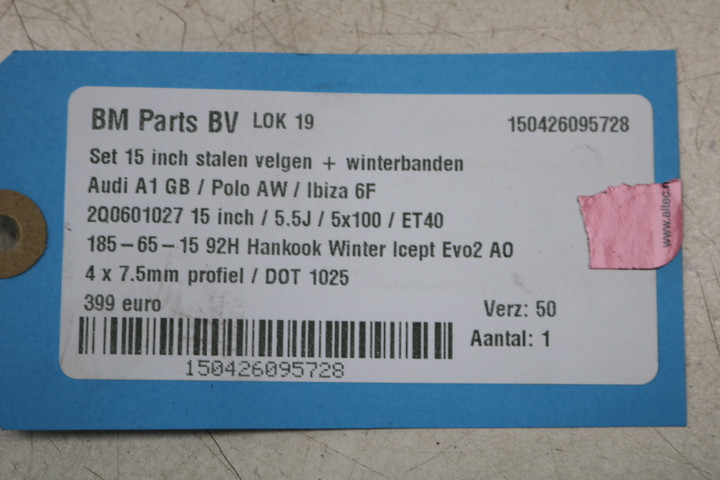 BM Parts BV LOK 19 150426095728
Set 15 inch stalen velgen + winterbanden
Audi A1 GB / Polo AW / Ibiza 6F
2Q0601027 15 inch / 5.5J / 5x100 / ET40
185-65-15 92H Hankook Winter Icept Evo2 AO
4 x 7.5mm profiel / DOT 1025
399 euro Verz: 50
Aantal: 1
150426095728